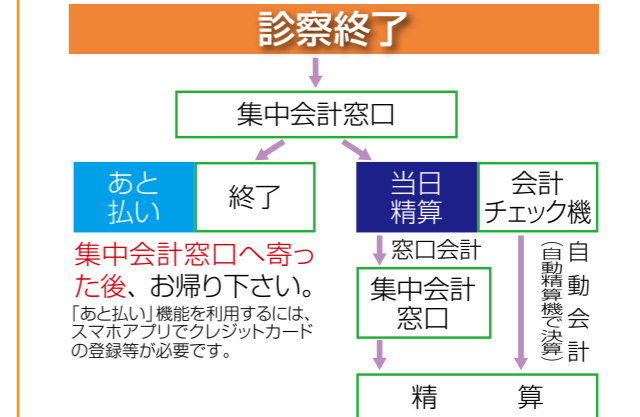 診察終了
集中会計窓口
あと
払い
終了
集中会計窓口へ寄っ
た後、お帰り下さい。
「あと払い」機能を利用するには、
スマホアプリでクレジットカード
の登録等が必要です。
当日
精算
会計
チェック機
窓口会計
集中会計
窓口
自動会計
（自動精算機で決算）
精 算